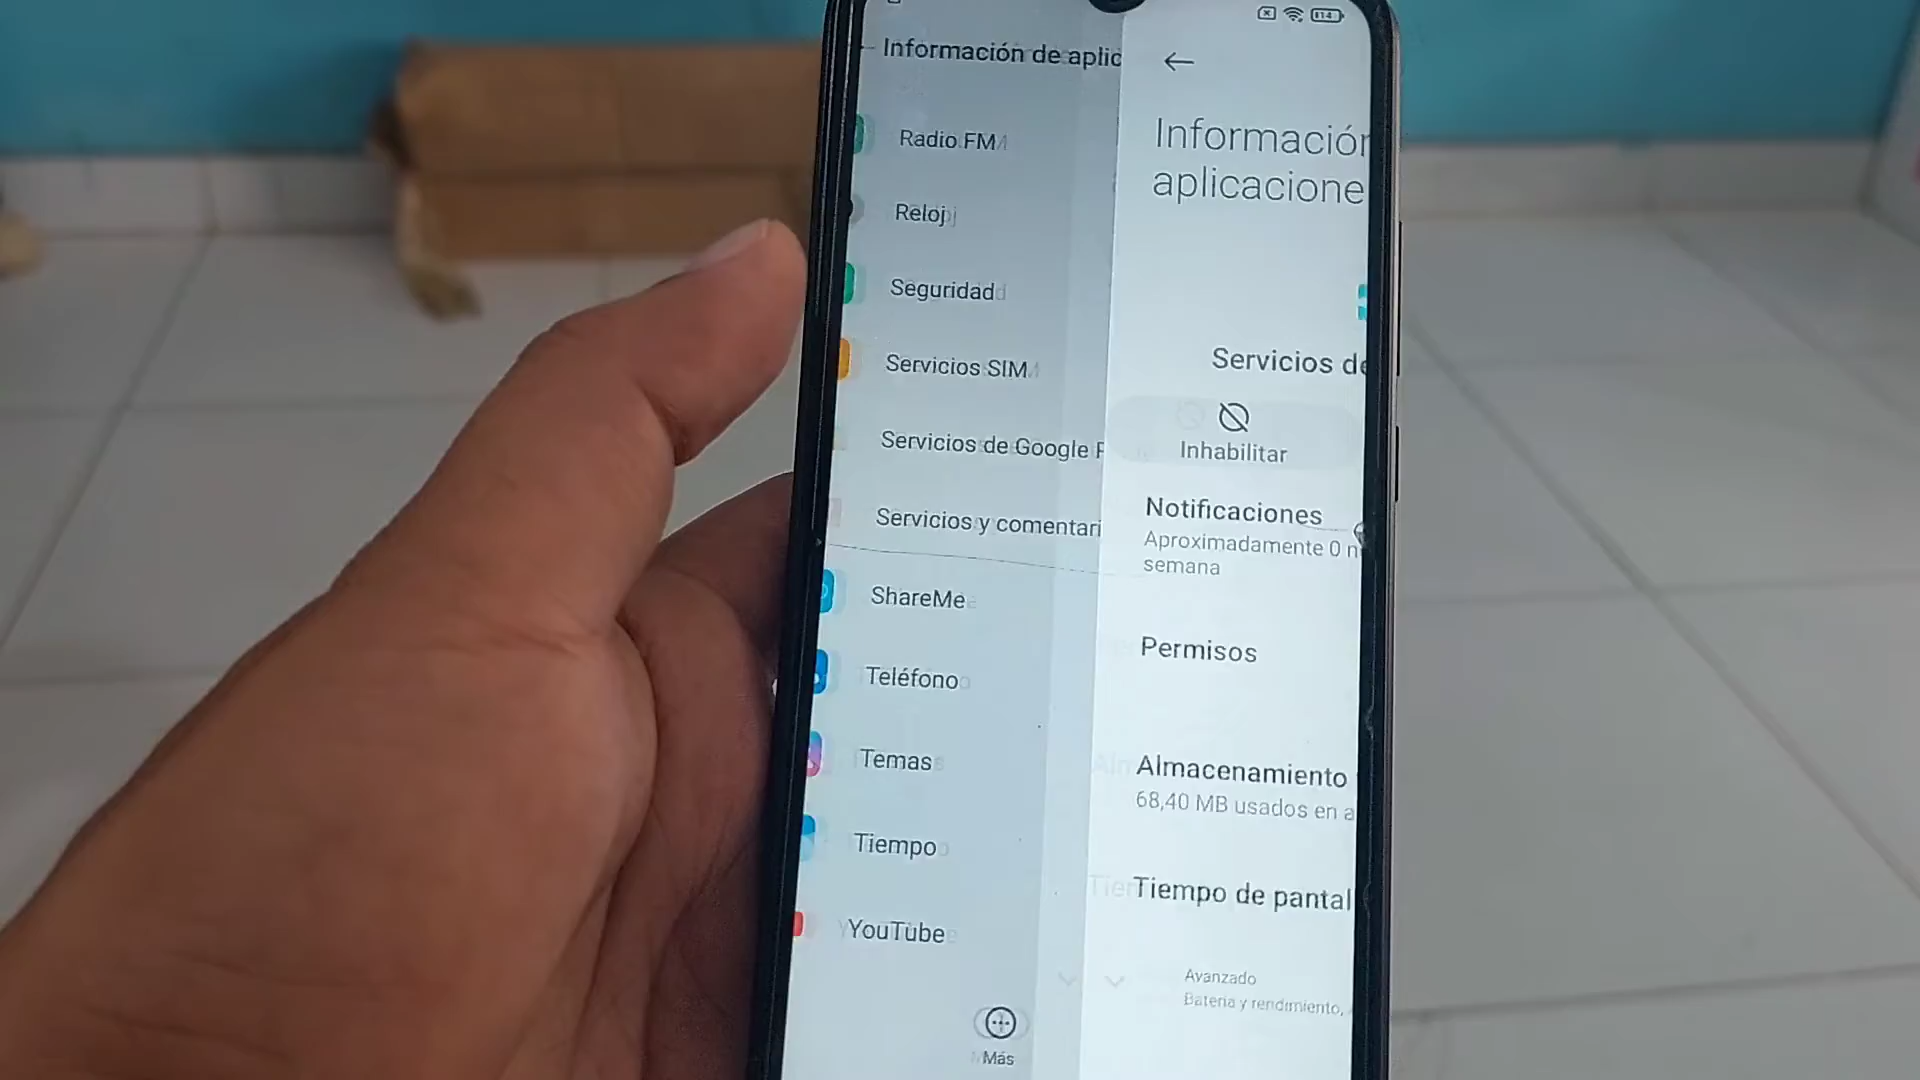 Información de aplic
Radio FM
Reloj
Seguridad
Servicios SIM
Servicios de Google P
Servicios y comentari
ShareMe
Teléfono
Temas
Tiempo
YouTube
Más
14
Información
aplicacione
Servicios de
Inhabilitar
Notificaciones
Aproximadamente 0 n
semana
Permisos
Almacenamiento
68,40 MB usados en a
Tiempo de pantal
Avanzado
Batería y rendimiento,